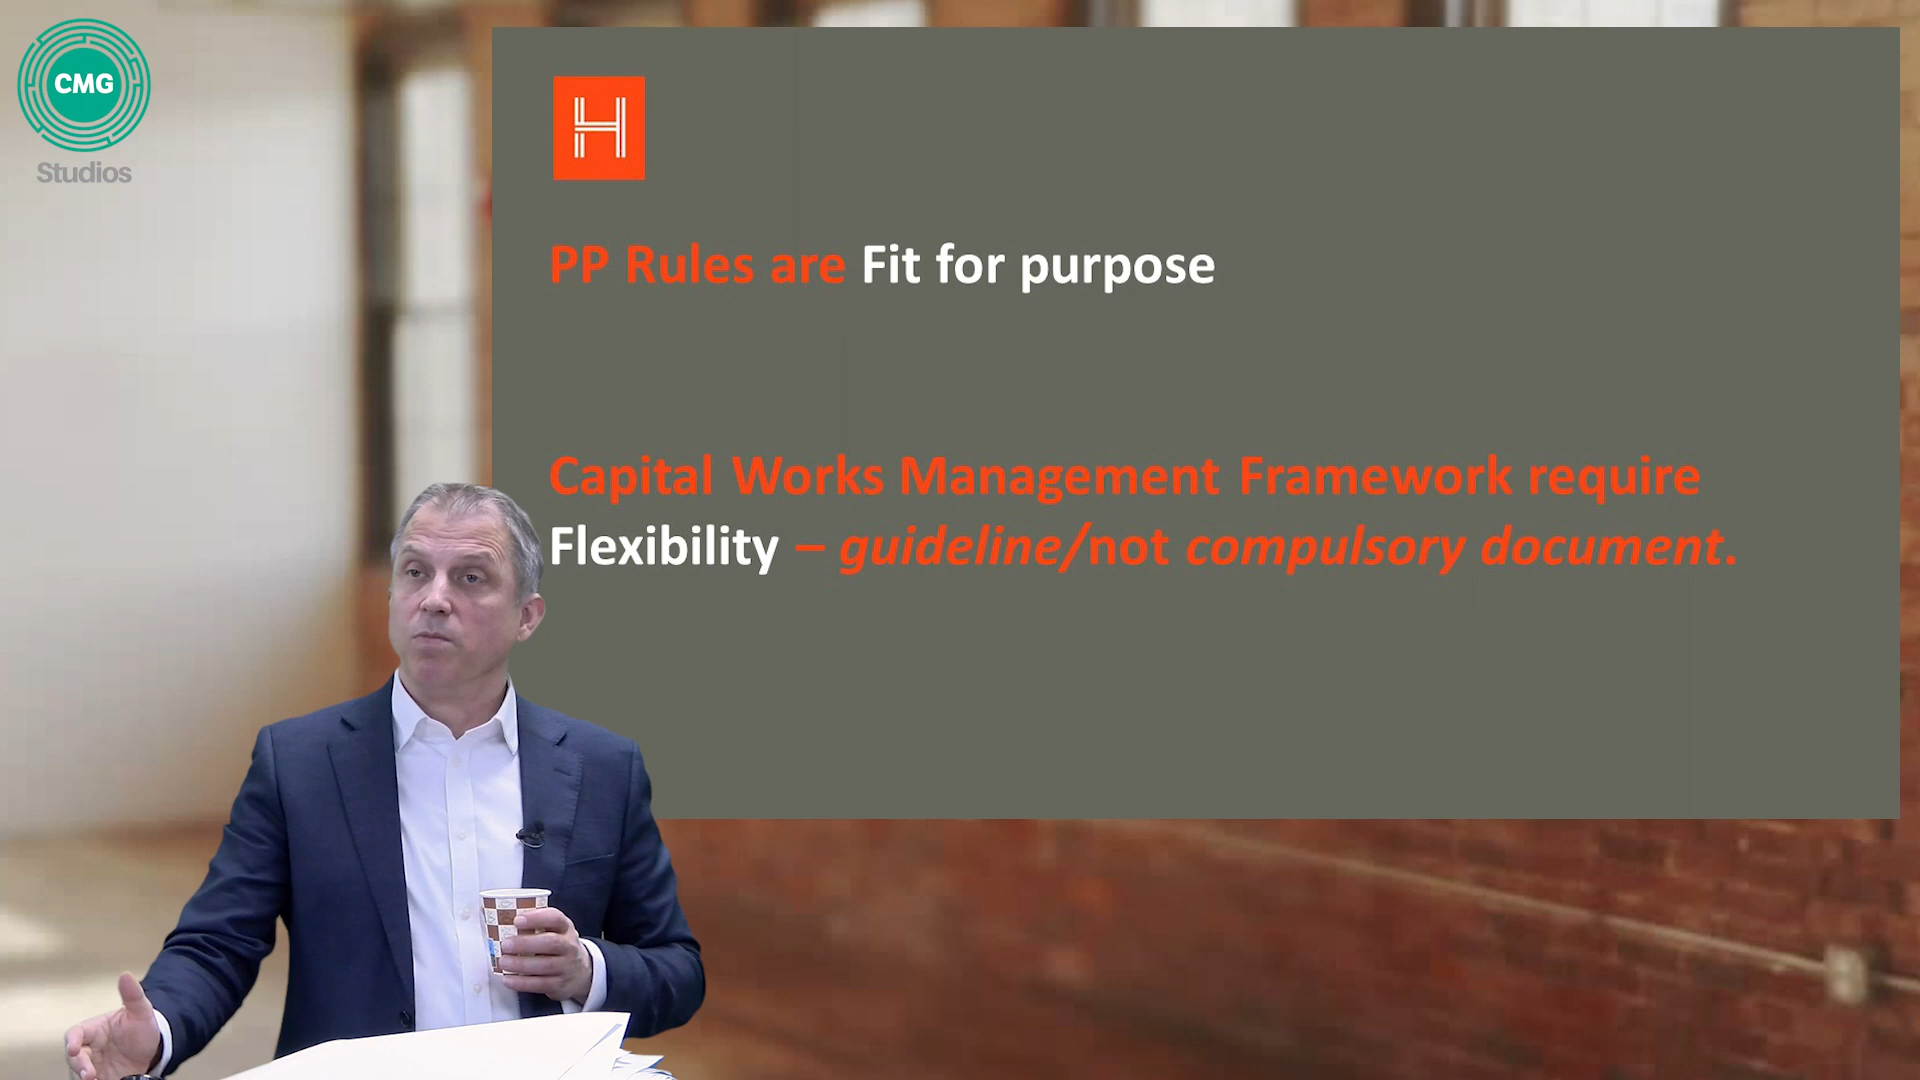 CMG
Studios
H
PP Rules are Fit for purpose
Capital Works Management Framework require
Flexibility – guideline/not compulsory document.